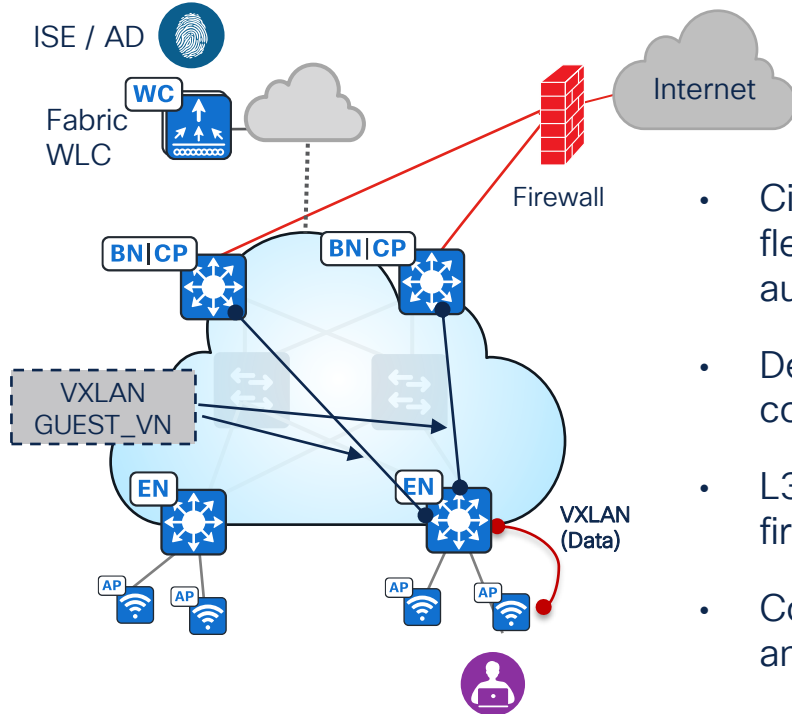 ISE / AD
WC
Fabric
WLC
Internet
Firewall
BN|CP
BN|CP
VXLAN
GUEST_VN
EN
EN
VXLAN
(Data)
AP
AP
AP
AP
•
•
L3
•
•